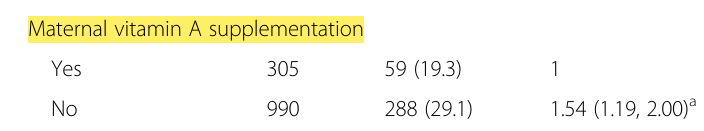 Maternal vitamin A supplementation
Yes 305 59 (19.3) 1
No 990 288 (29.1) 1.54 (1.19, 2.00)a